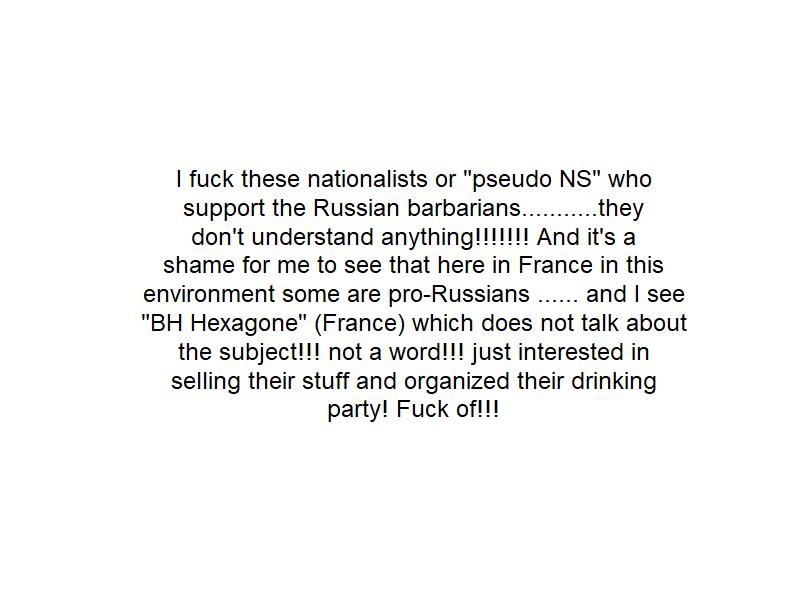 I fuck these nationalists or "pseudo NS" who
support the Russian barbarians...........they
don't understand anything!!!!!!! And it's a
shame for me to see that here in France in this
environment some are pro-Russians ...... and I see
"BH Hexagone" (France) which does not talk about
the subject!!! not a word!!! just interested in
selling their stuff and organized their drinking
party! Fuck of!!!